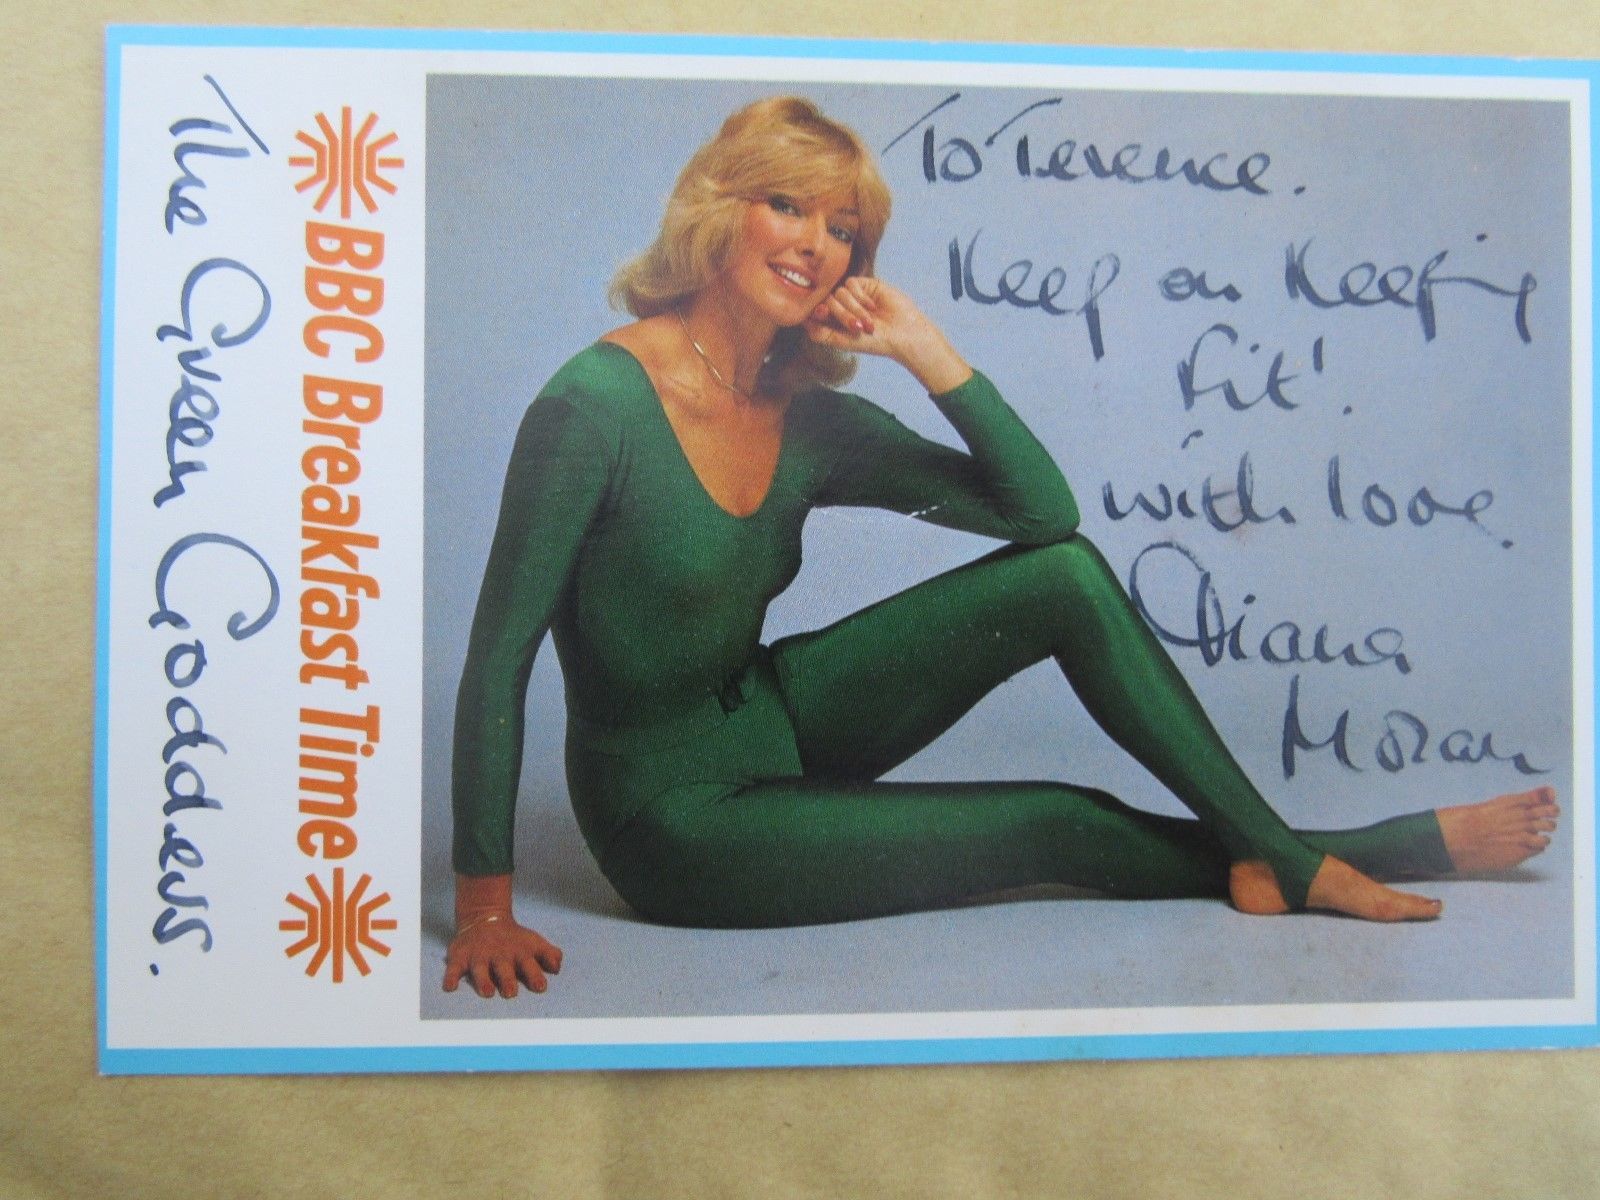 To Terence.
Keep on Keeping
Fit!.
with love.
Diana
Moran
BBC Breakfast Time
The Green Goddess.